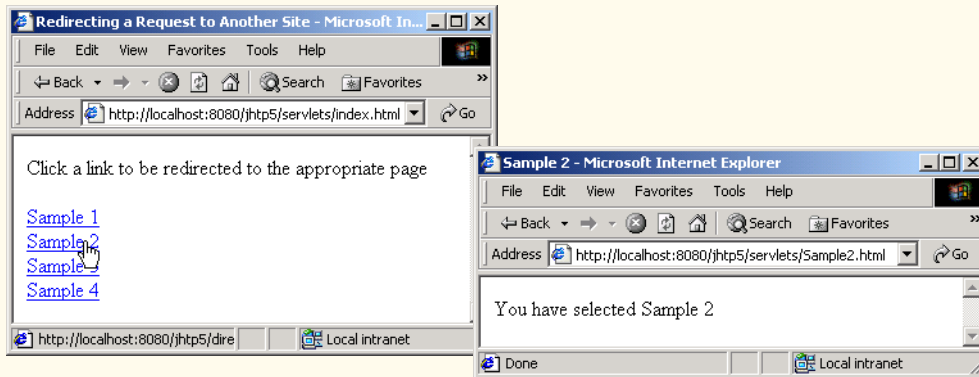 Redirecting a Request to Another Site - Microsoft In...
File Edit View Favorites Tools Help
Back Search Favorites »
Address http://localhost:8080/jhtp5/servlets/index.html Go
Click a link to be redirected to the appropriate page
Sample 1
Sample 2
Sample 3
Sample 4
http://localhost:8080/jhtp5/dire Local intranet
Sample 2 - Microsoft Internet Explorer
File Edit View Favorites Tools Help
Back Search Favorites »
Address http://localhost:8080/jhtp5/servlets/Sample2.html Go
You have selected Sample 2
Done Local intranet